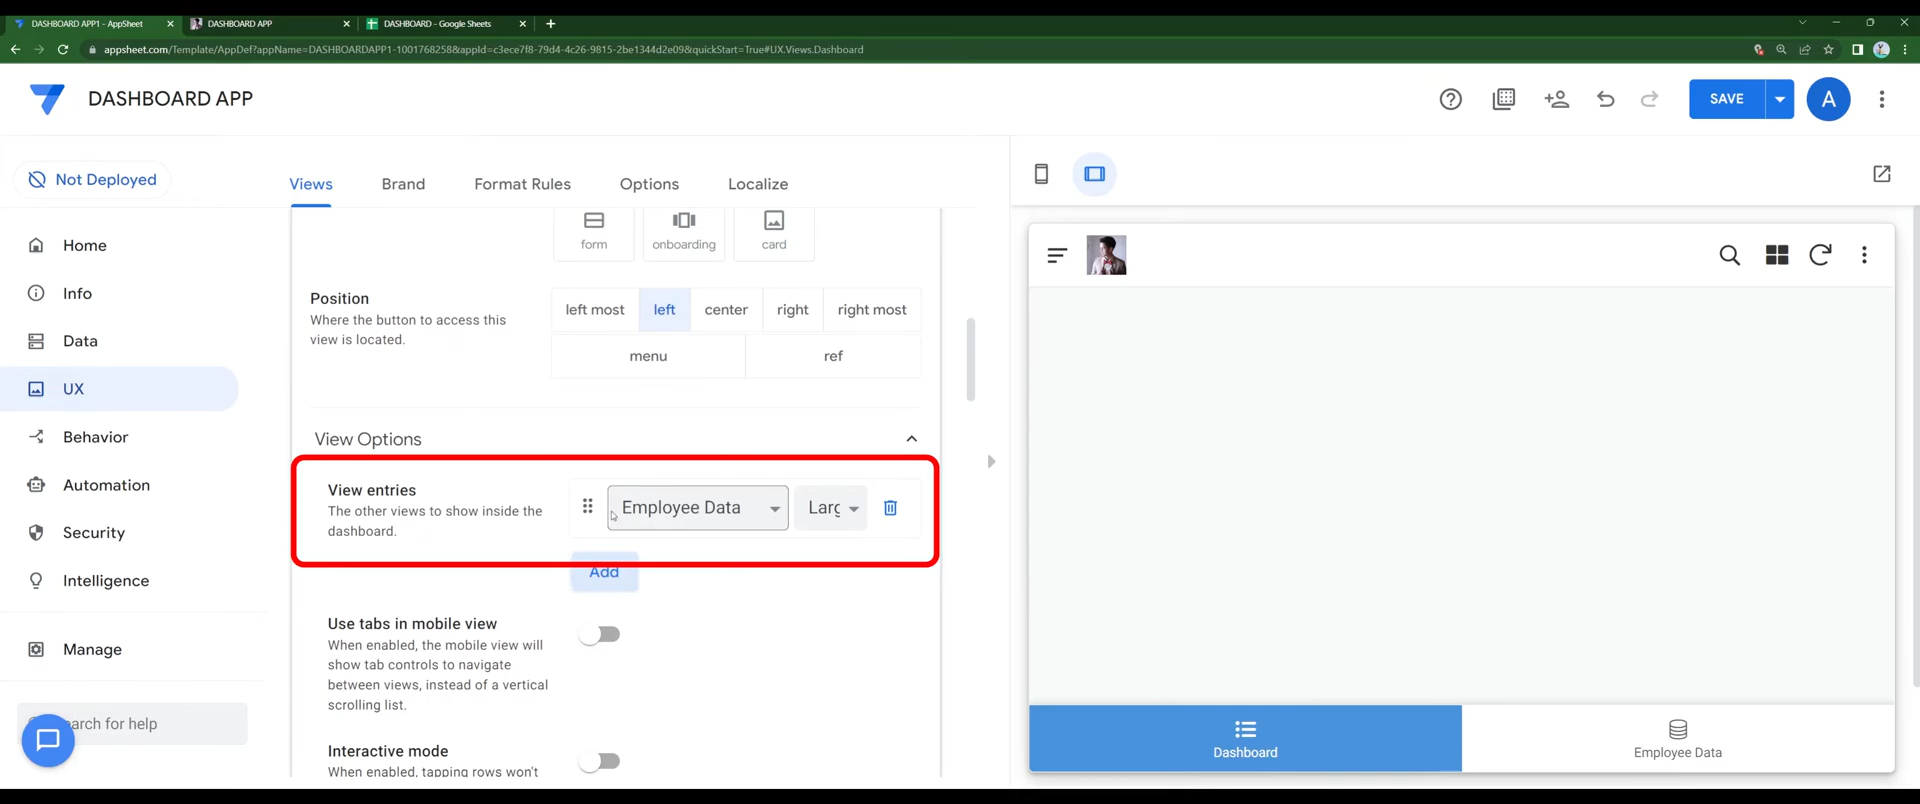 DASHBOARD APP1 - AppSheet
DASHBOARD APP
DASHBOARD - Google Sheets
appsheet.com/Template/AppDef?appName=DASHBOARDAPP1-1001768258&appId=c3ece7f8-79d4-4c26-9815-2be1344d2e09&quickStart=True#UX.Views.Dashboard
DASHBOARD APP
SAVE
A
Not Deployed
Views
Brand
Format Rules
Options
Localize
Home
Info
Data
UX
Behavior
Automation
Security
Intelligence
Manage
arch for help
form
onboarding
card
Position
Where the button to access this
view is located.
left most
left
center
right
right most
menu
ref
View Options
View entries
The other views to show inside the
dashboard.
Employee Data
Larg
Add
Use tabs in mobile view
When enabled, the mobile view will
show tab controls to navigate
between views, instead of a vertical
scrolling list.
Interactive mode
When enabled, tapping rows won't
Dashboard
Employee Data